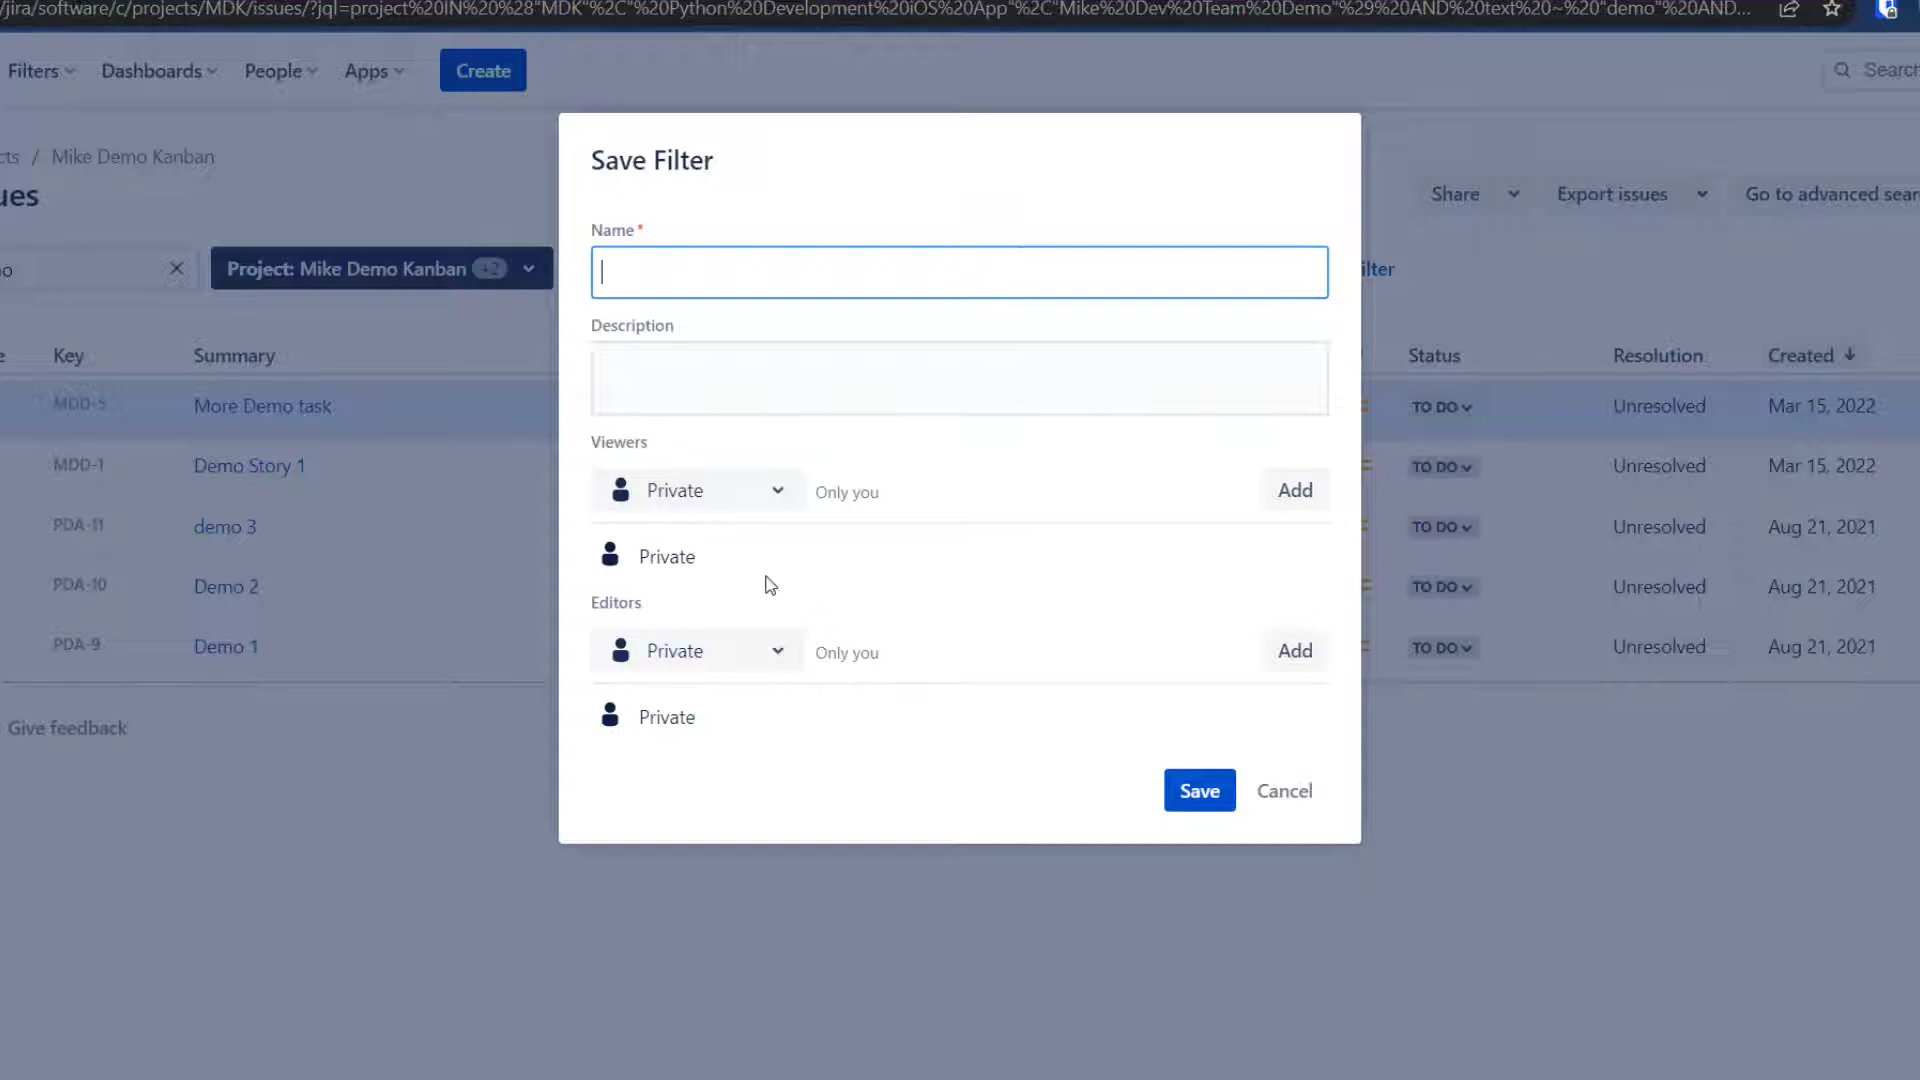 /jira/software/c/projects/MDK/issues/?jql=project%20IN%20%28"MDK"%2C"%20Python%20Development%20iOS%20App"%2C"Mike%20Dev%20Team%20Demo"%29%20AND%20text%20~%20"demo"%20AND...
Filters Dashboards People Apps Create Search
cts / Mike Demo Kanban
ues
Share Export issues Go to advanced sear
o Project: Mike Demo Kanban +2
ilter
e Key Summary Status Resolution Created
MDD-5 More Demo task TO DO Unresolved Mar 15, 2022
MDD-1 Demo Story 1 TO DO Unresolved Mar 15, 2022
PDA-11 demo 3 TO DO Unresolved Aug 21, 2021
PDA-10 Demo 2 TO DO Unresolved Aug 21, 2021
PDA-9 Demo 1 TO DO Unresolved Aug 21, 2021
Give feedback
Save Filter
Name*
Description
Viewers
Private Only you Add
Private
Editors
Private Only you Add
Private
Save Cancel